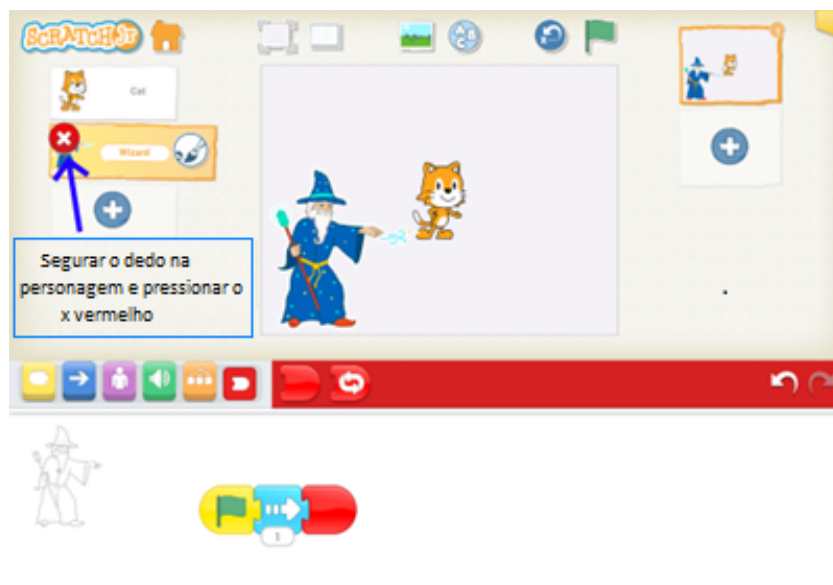 SCRATCHJr
Cat
Wizard
Segurar o dedo na
personagem e pressionar o
x vermelho
1